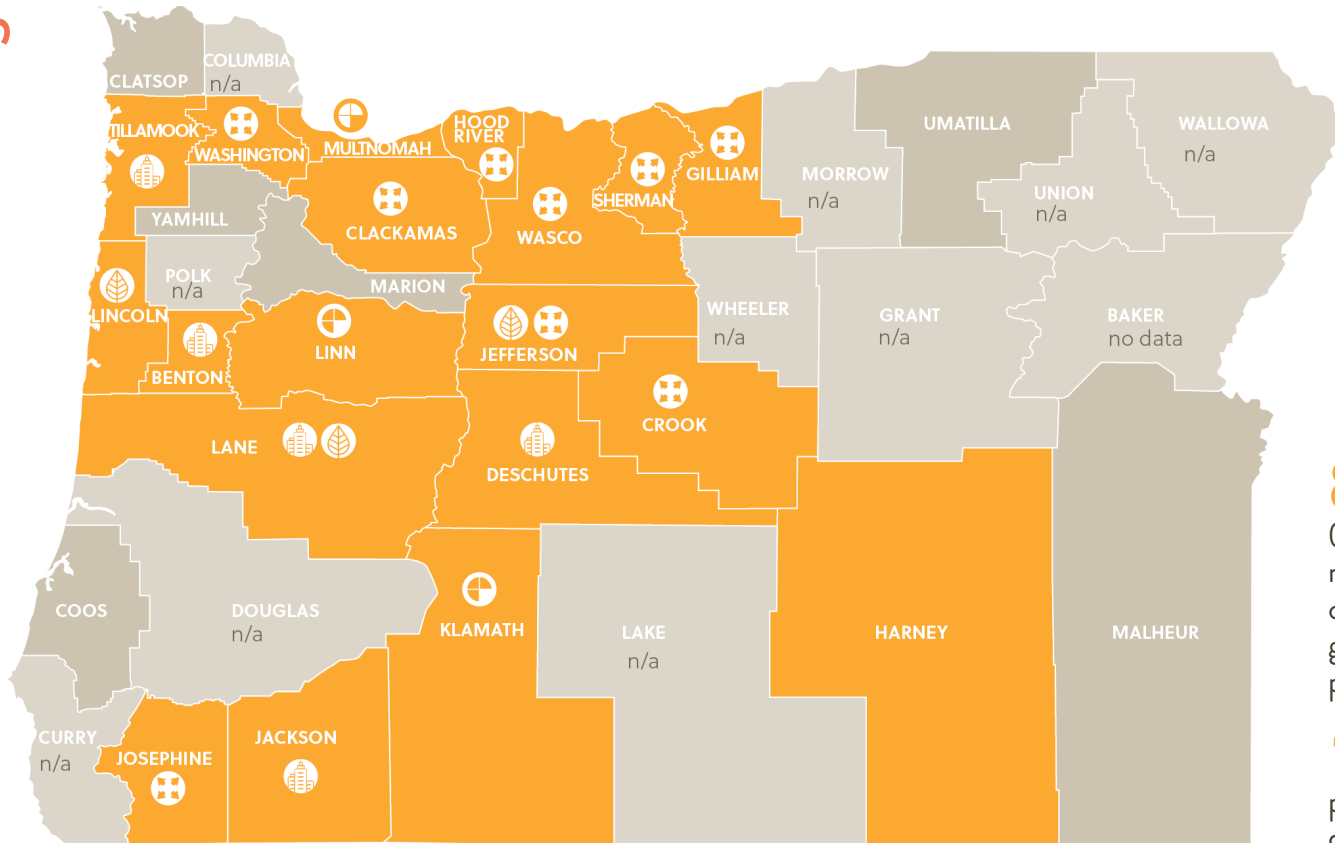 COLUMBIA
n/a
CLATSOP
TILLAMOOK
WASHINGTON
MULTNOMAH
HOOD
RIVER
GILLIAM
SHERMAN
MORROW
n/a
UMATILLA
UNION
n/a
WALLOWA
n/a
YAMHILL
CLACKAMAS
WASCO
POLK
n/a
MARION
LINCOLN
BENTON
LINN
JEFFERSON
WHEELER
n/a
GRANT
n/a
BAKER
no data
LANE
DESCHUTES
CROOK
COOS
DOUGLAS
n/a
KLAMATH
LAKE
n/a
HARNEY
MALHEUR
CURRY
n/a
JOSEPHINE
JACKSON